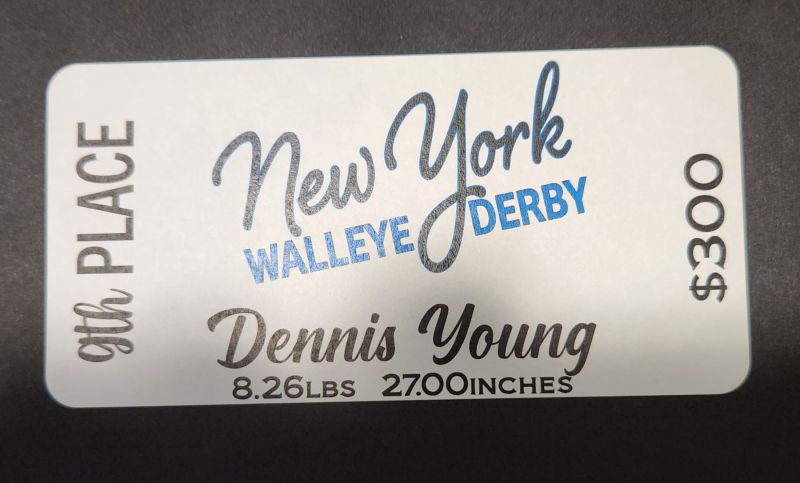 9th PLACE
New York
WALLEYE DERBY
Dennis Young
8.26LBS 27.00INCHES
$300